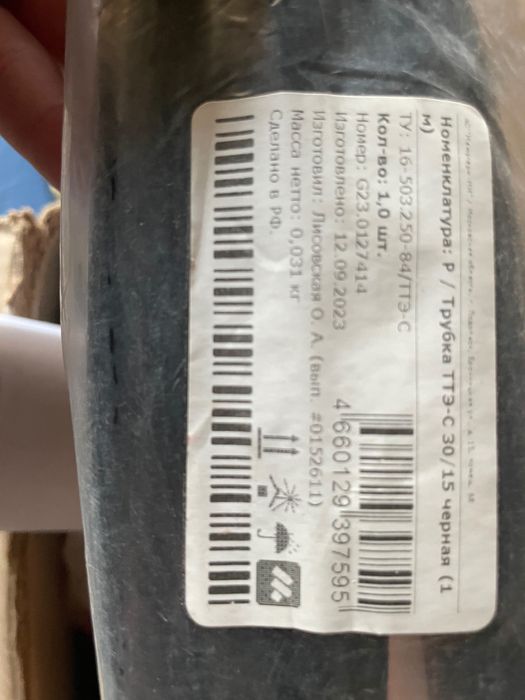 Номенклатура: Р / Трубка ТТЭ-С 30/15 черная (1
м)
ТУ: 16-503.250-84/ТТЭ-С
Кол-во: 1,0 шт.
Номер: G23.0127414
Изготовлено: 12.09.2023
Изготовил: Лисовская О. А. (вып. #0152611)
Масса нетто: 0,031 кг
Сделано в РФ.
4 660129 397595